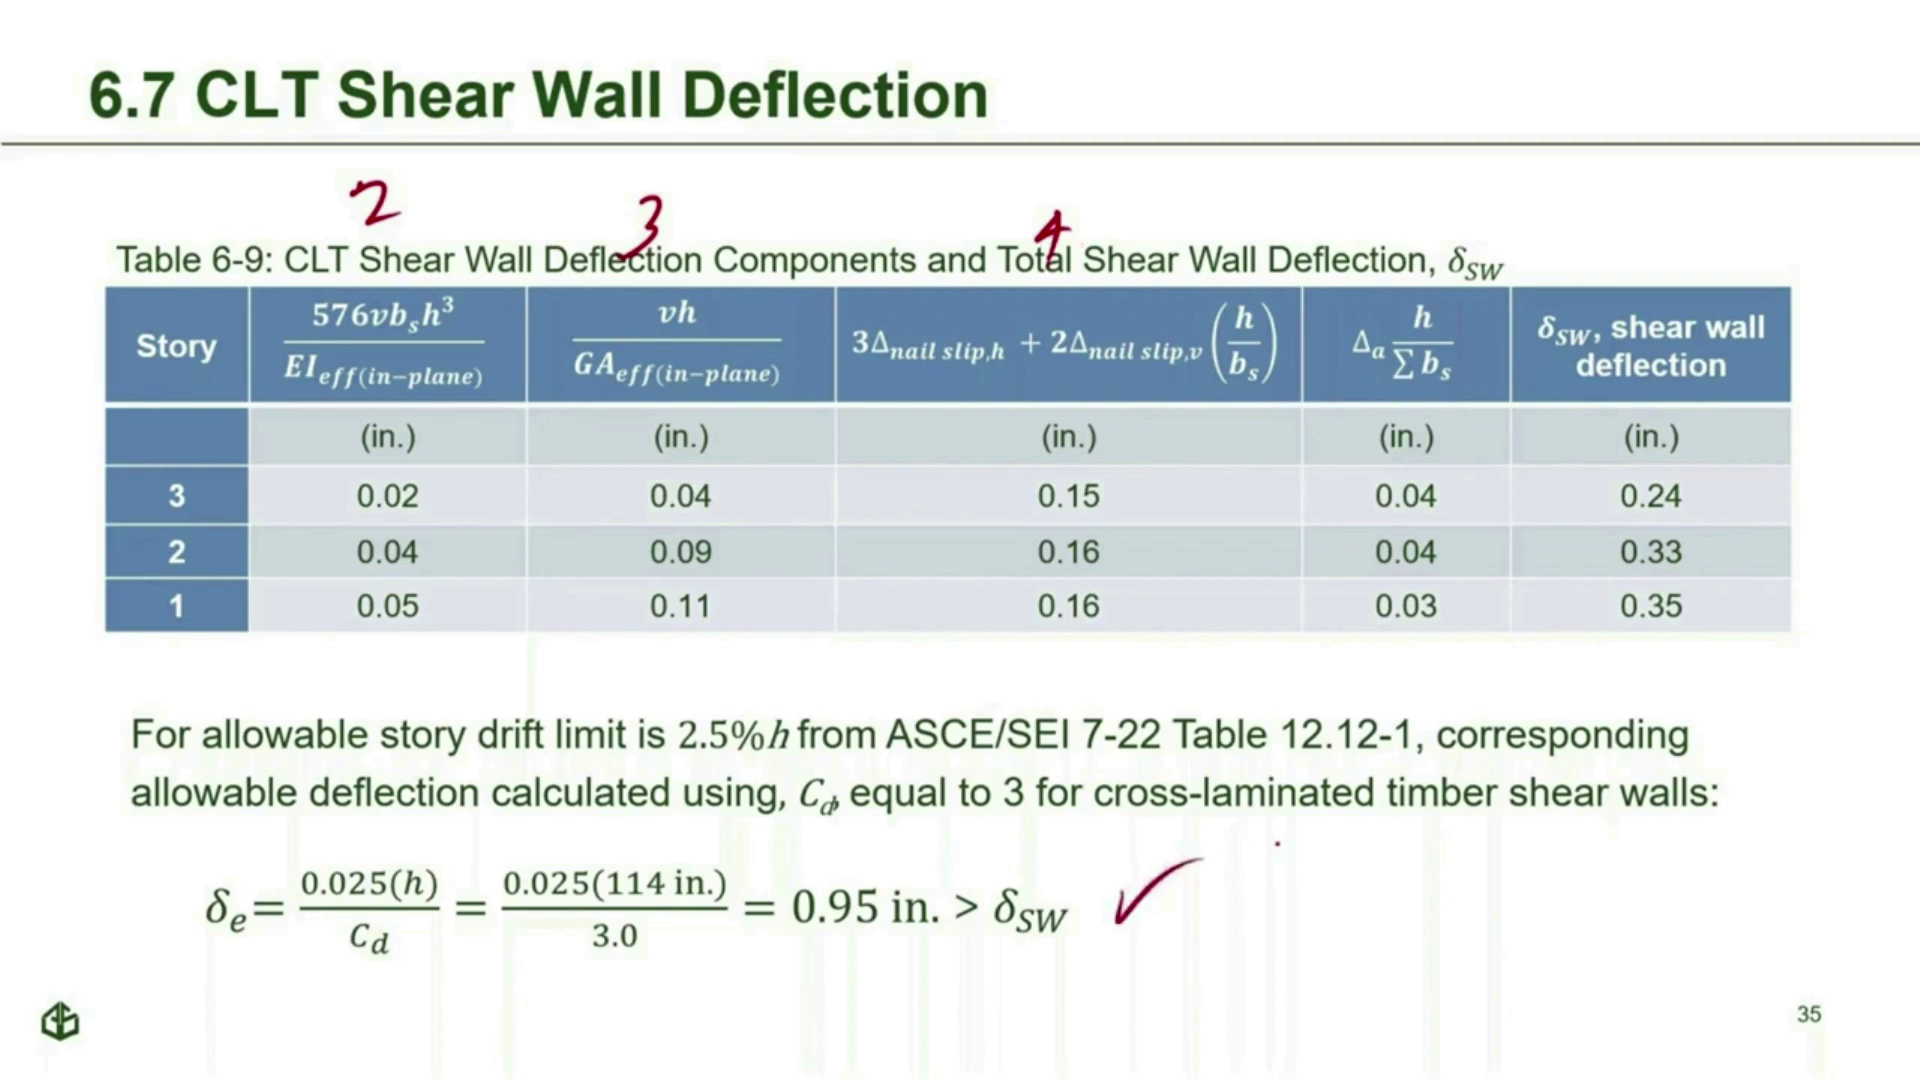 6.7 CLT Shear Wall Deflection
2 3 4
Table 6-9: CLT Shear Wall Deflection Components and Total Shear Wall Deflection, δ_SW
Story | 576vb_sh³ / EI_eff(in−plane) | vh / GA_eff(in−plane) | 3Δ_nail slip,h + 2Δ_nail slip,v (h/b_s) | Δ_a h / ∑ b_s | δ_SW, shear wall deflection
(in.) | (in.) | (in.) | (in.) | (in.)
3 | 0.02 | 0.04 | 0.15 | 0.04 | 0.24
2 | 0.04 | 0.09 | 0.16 | 0.04 | 0.33
1 | 0.05 | 0.11 | 0.16 | 0.03 | 0.35
For allowable story drift limit is 2.5%h from ASCE/SEI 7-22 Table 12.12-1, corresponding
allowable deflection calculated using, C_d, equal to 3 for cross-laminated timber shear walls:
δ_e = 0.025(h) / C_d = 0.025(114 in.) / 3.0 = 0.95 in. > δ_SW ✓
35